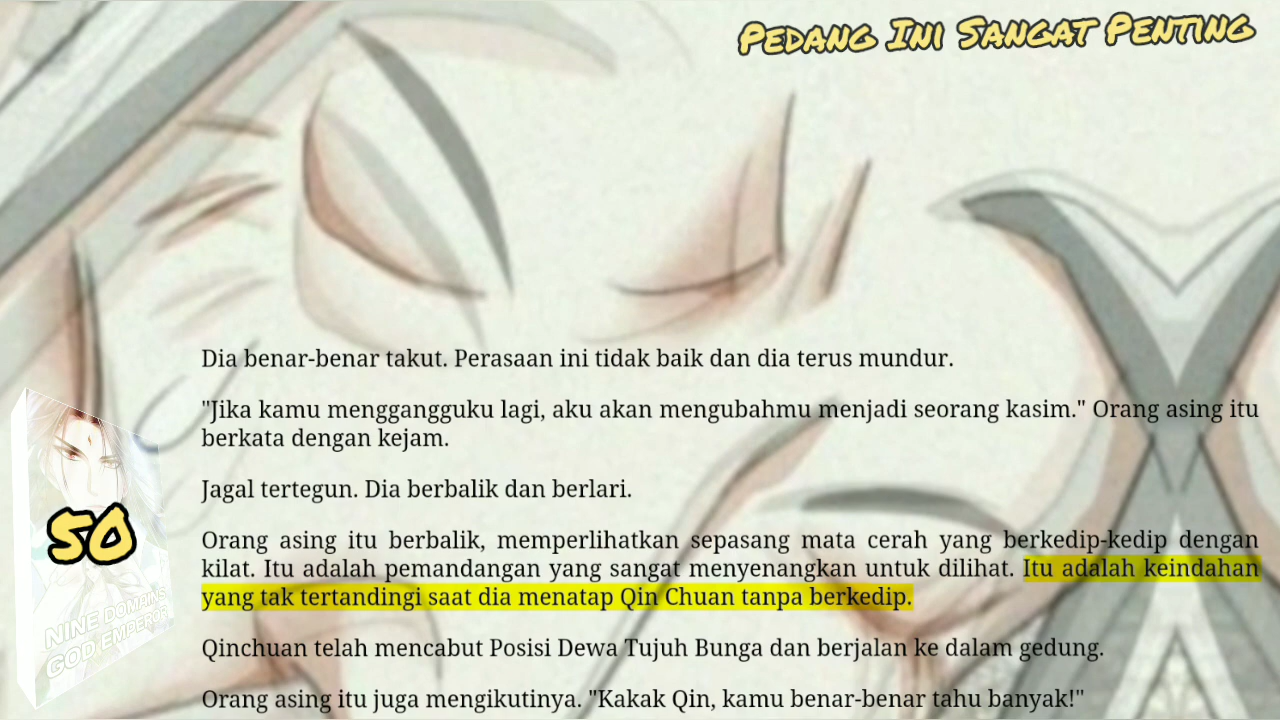 Pedang Ini Sangat Penting
Dia benar-benar takut. Perasaan ini tidak baik dan dia terus mundur.
"Jika kamu menggangguku lagi, aku akan mengubahmu menjadi seorang kasim." Orang asing itu
berkata dengan kejam.
Jagal tertegun. Dia berbalik dan berlari.
Orang asing itu berbalik, memperlihatkan sepasang mata cerah yang berkedip-kedip dengan
kilat. Itu adalah pemandangan yang sangat menyenangkan untuk dilihat. Itu adalah keindahan
yang tak tertandingi saat dia menatap Qin Chuan tanpa berkedip.
Qinchuan telah mencabut Posisi Dewa Tujuh Bunga dan berjalan ke dalam gedung.
Orang asing itu juga mengikutinya. "Kakak Qin, kamu benar-benar tahu banyak!"
50
NINE DOMAINS
GOD EMPEROR